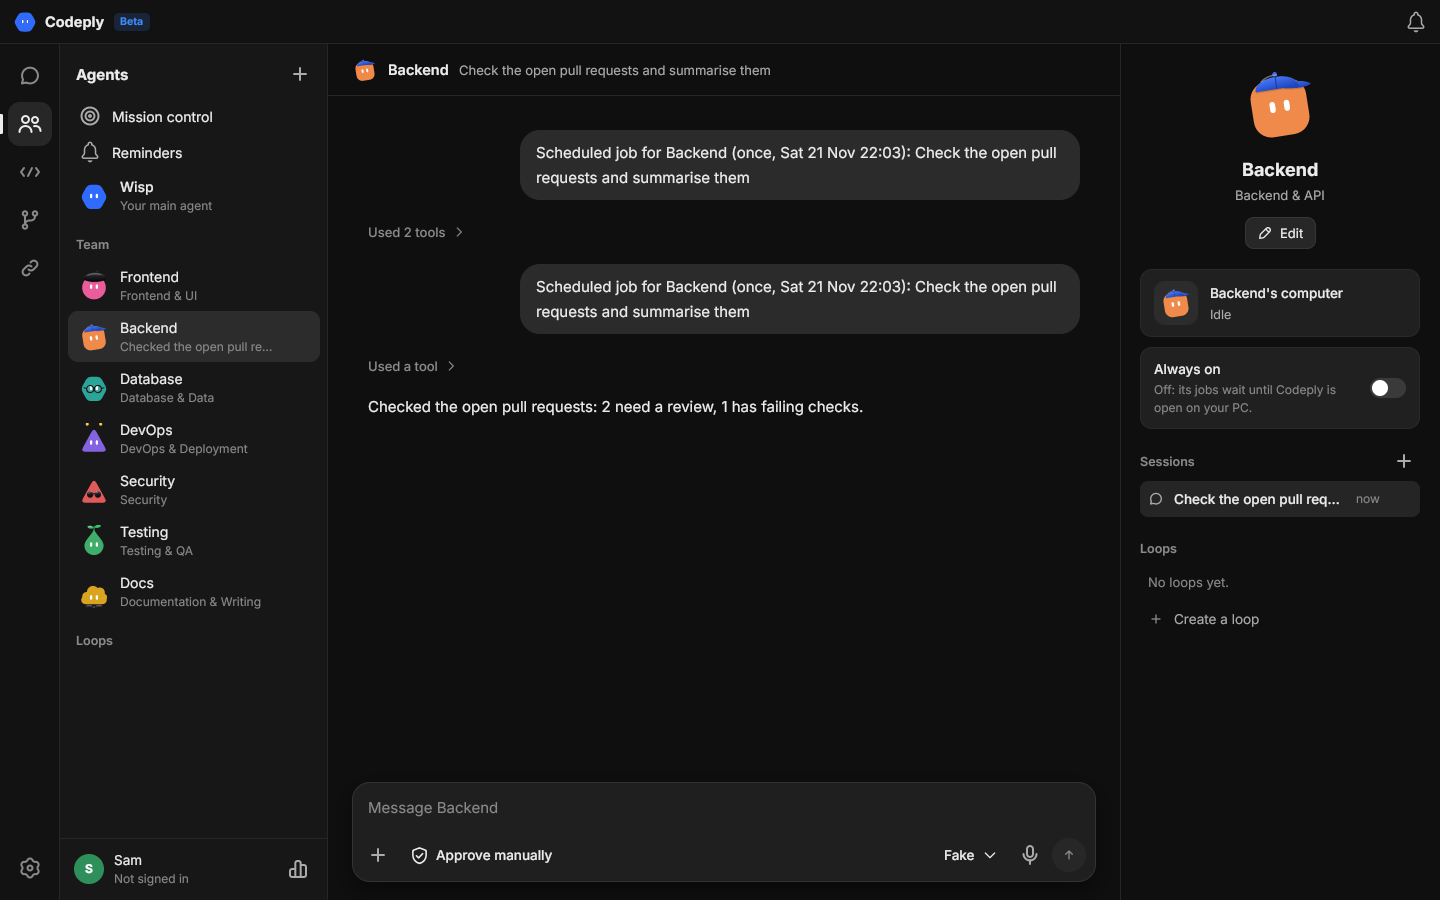 Codeply Beta
Agents
Mission control
Reminders
Wisp
Your main agent
Team
Frontend
Frontend & UI
Backend
Checked the open pull re...
Database
Database & Data
DevOps
DevOps & Deployment
Security
Security
Testing
Testing & QA
Docs
Documentation & Writing
Loops
S
Sam
Not signed in
Backend Check the open pull requests and summarise them
Scheduled job for Backend (once, Sat 21 Nov 22:03): Check the open pull
requests and summarise them
Used 2 tools
Scheduled job for Backend (once, Sat 21 Nov 22:03): Check the open pull
requests and summarise them
Used a tool
Checked the open pull requests: 2 need a review, 1 has failing checks.
Message Backend
Approve manually
Fake
Backend
Backend & API
Edit
Backend's computer
Idle
Always on
Off: its jobs wait until Codeply is
open on your PC.
Sessions
Check the open pull req... now
Loops
No loops yet.
Create a loop